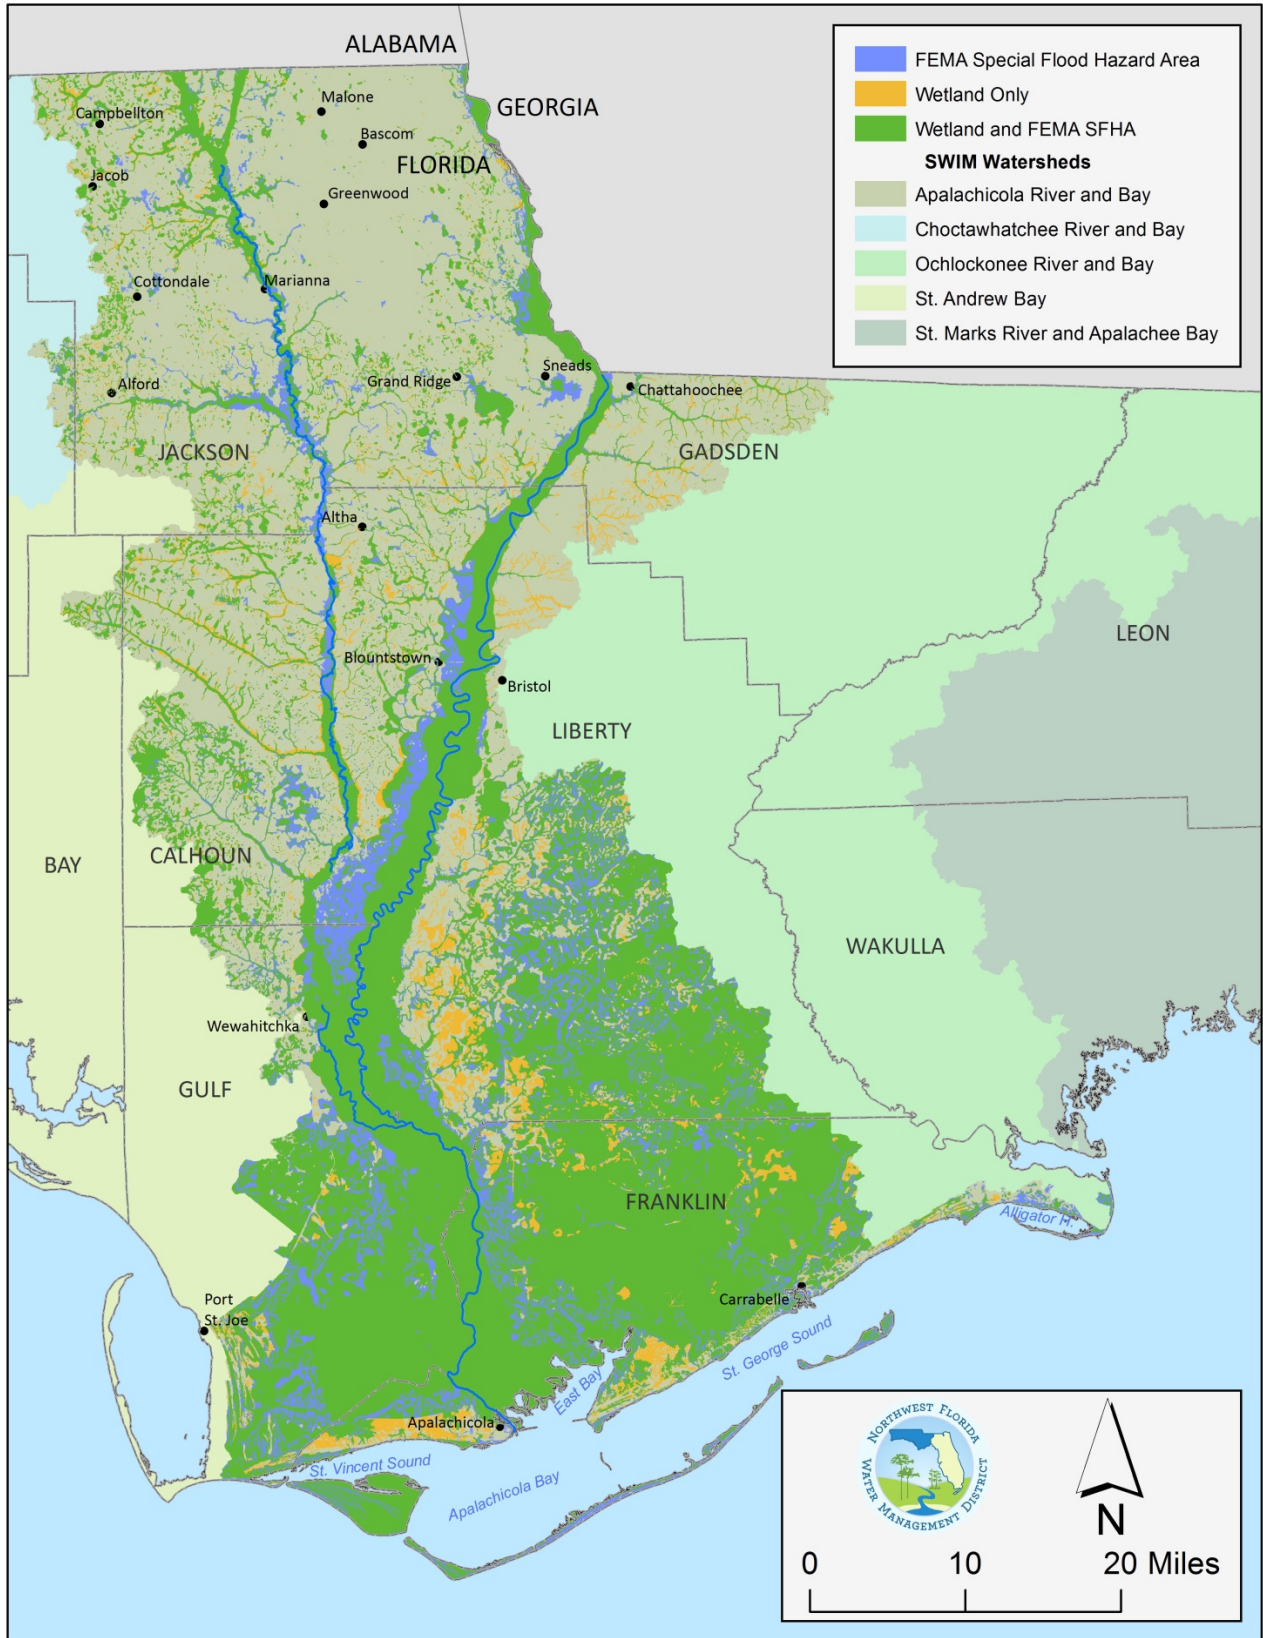 ALABAMA
GEORGIA
FLORIDA
FEMA Special Flood Hazard Area
Wetland Only
Wetland and FEMA SFHA
SWIM Watersheds
Apalachicola River and Bay
Choctawhatchee River and Bay
Ochlockonee River and Bay
St. Andrew Bay
St. Marks River and Apalachee Bay
Campbellton
Malone
Bascom
Jacob
Greenwood
Cottondale
Marianna
Alford
Grand Ridge
Sneads
Chattahoochee
JACKSON
GADSDEN
Altha
LEON
Blountstown
Bristol
LIBERTY
BAY
CALHOUN
WAKULLA
Wewahitchka
GULF
FRANKLIN
Alligator H.
Port
St. Joe
Carrabelle
St. George Sound
East Bay
Apalachicola
St. Vincent Sound
Apalachicola Bay
NORTHWEST FLORIDA
WATER MANAGEMENT DISTRICT
N
0 10 20 Miles